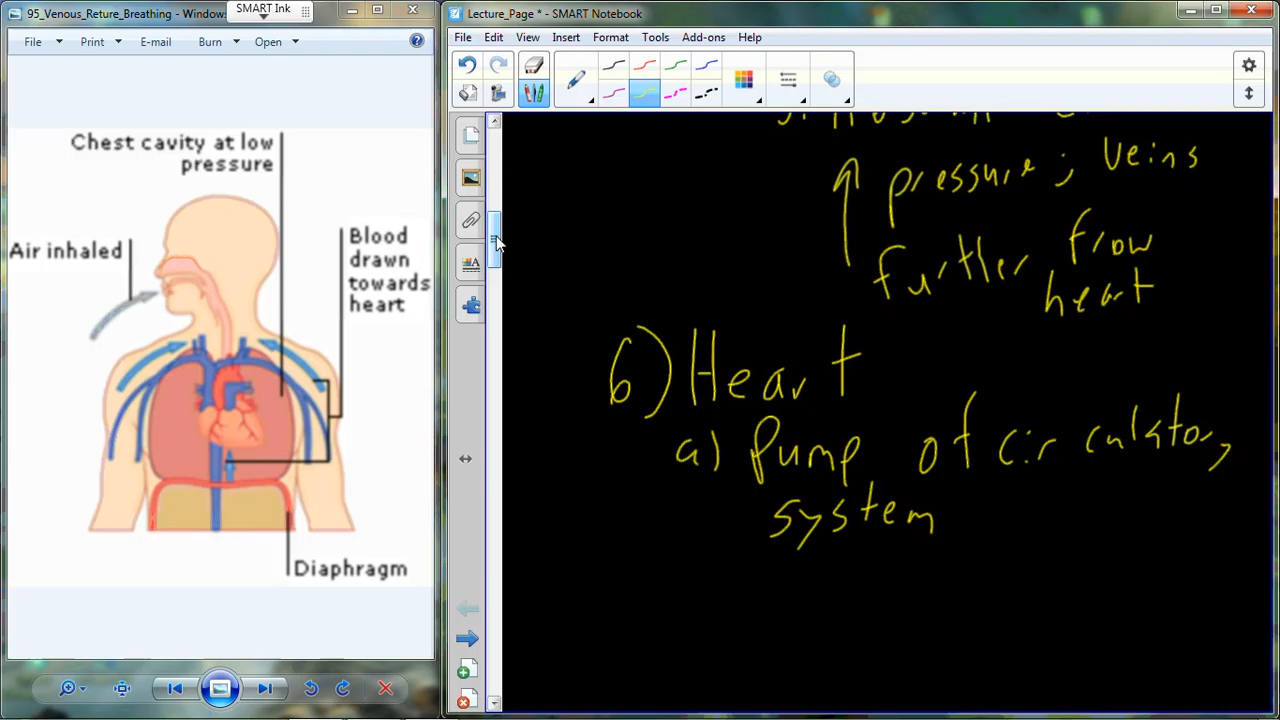 95_Venous_Reture_Breathing - Windows
SMART Ink
File Print E-mail Burn Open
Chest cavity at low
pressure
Air inhaled
Blood
drawn
towards
heart
Diaphragm
Lecture_Page * - SMART Notebook
File Edit View Insert Format Tools Add-ons Help
pressure; veins
further from
heart
6) Heart
a) Pump of circulatory
system